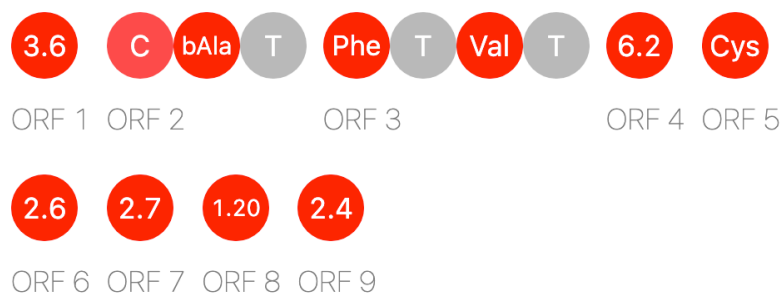 3.6 C bAla T Phe T Val T 6.2 Cys
ORF 1 ORF 2 ORF 3 ORF 4 ORF 5
2.6 2.7 1.20 2.4
ORF 6 ORF 7 ORF 8 ORF 9